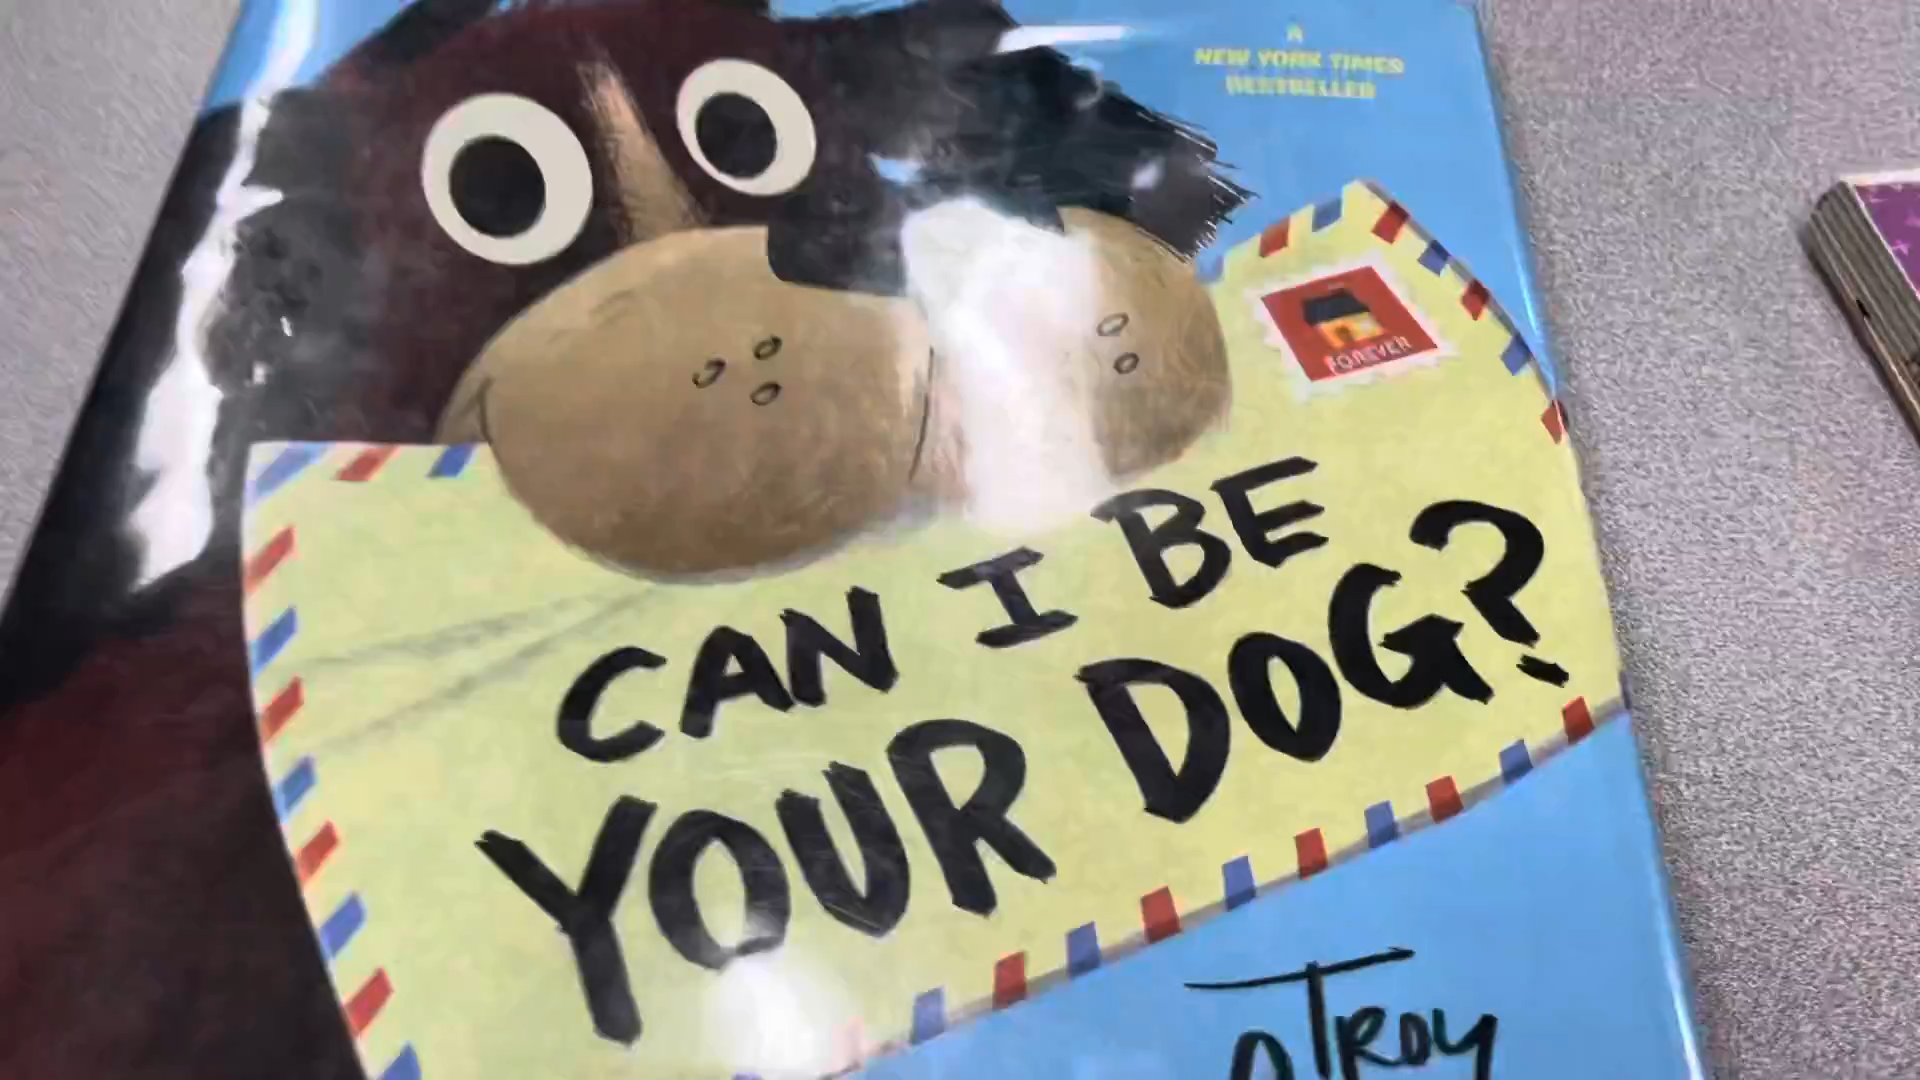 A
NEW YORK TIMES
BESTSELLER
FOREVER
CAN I BE
YOUR DOG?
TROY